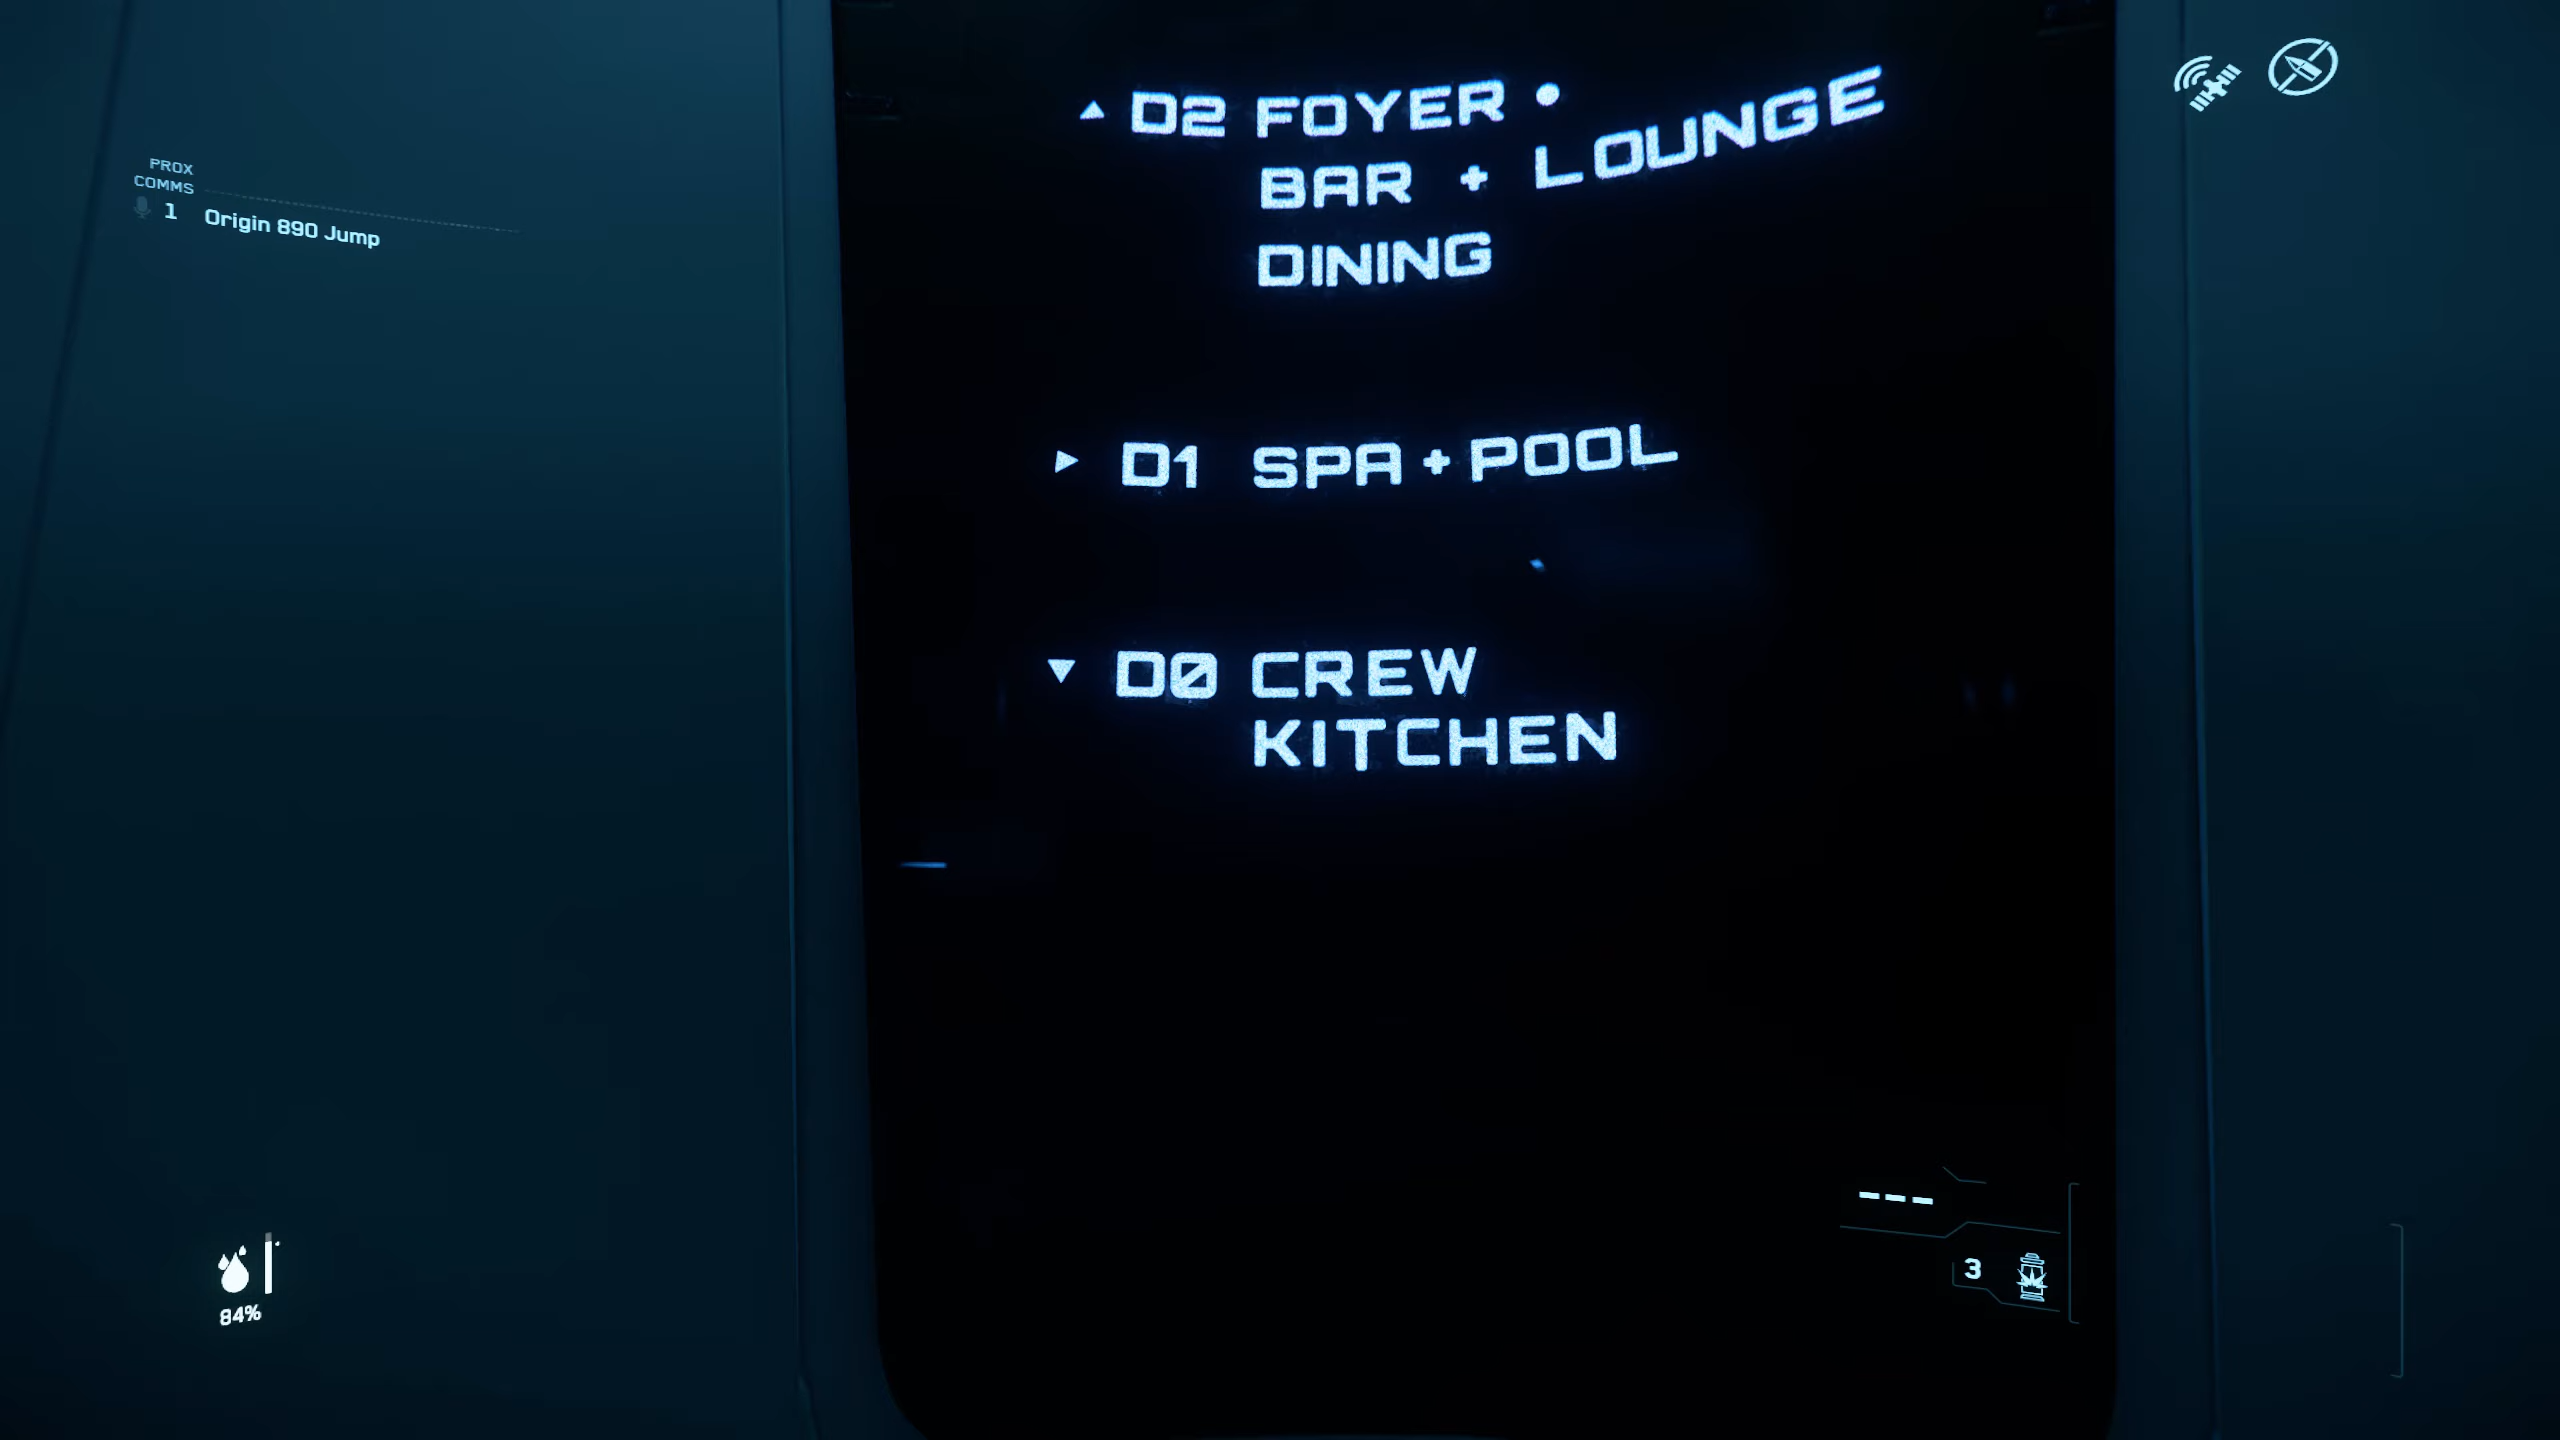 PROX
COMMS
1 Origin 890 Jump
D2 FOYER •
BAR + LOUNGE
DINING
D1 SPA + POOL
D0 CREW
KITCHEN
84%
---
3